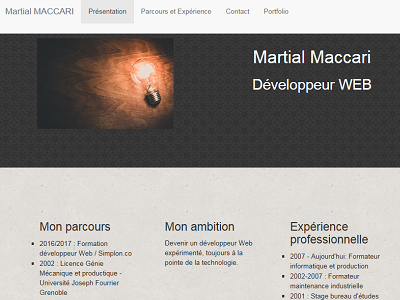 Martial MACCARI Présentation Parcours et Expérience Contact Portfolio
Martial Maccari
Développeur WEB
Mon parcours
2016/2017 : Formation
développeur Web / Simplon.co
2002 : Licence Génie
Mécanique et productique -
Université Joseph Fourrier
Grenoble
Mon ambition
Devenir un développeur Web
expérimenté, toujours à la
pointe de la technologie.
Expérience
professionnelle
2007 - Aujourd'hui: Formateur
informatique et production
2002-2007 : Formateur
maintenance industrielle
2001 : Stage bureau d'études